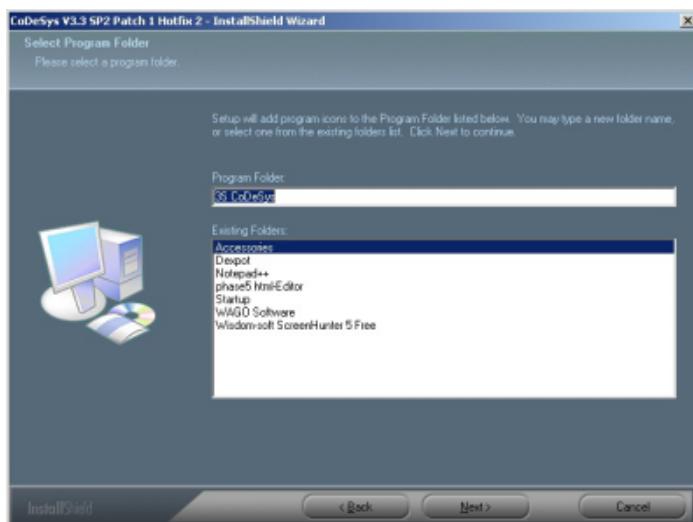 CoDeSys V3.3 SP2 Patch 1 Hotfix 2 - InstallShield Wizard
Select Program Folder
Please select a program folder.
Setup will add program icons to the Program Folder listed below. You may type a new folder name,
or select one from the existing folders list. Click Next to continue.
Program Folder:
3S CoDeSys
Existing Folders:
Accessories
Dexpot
Notepad++
phase5 html-Editor
Startup
WAGO Software
Wisdom-soft ScreenHunter 5 Free
InstallShield
< Back
Next >
Cancel